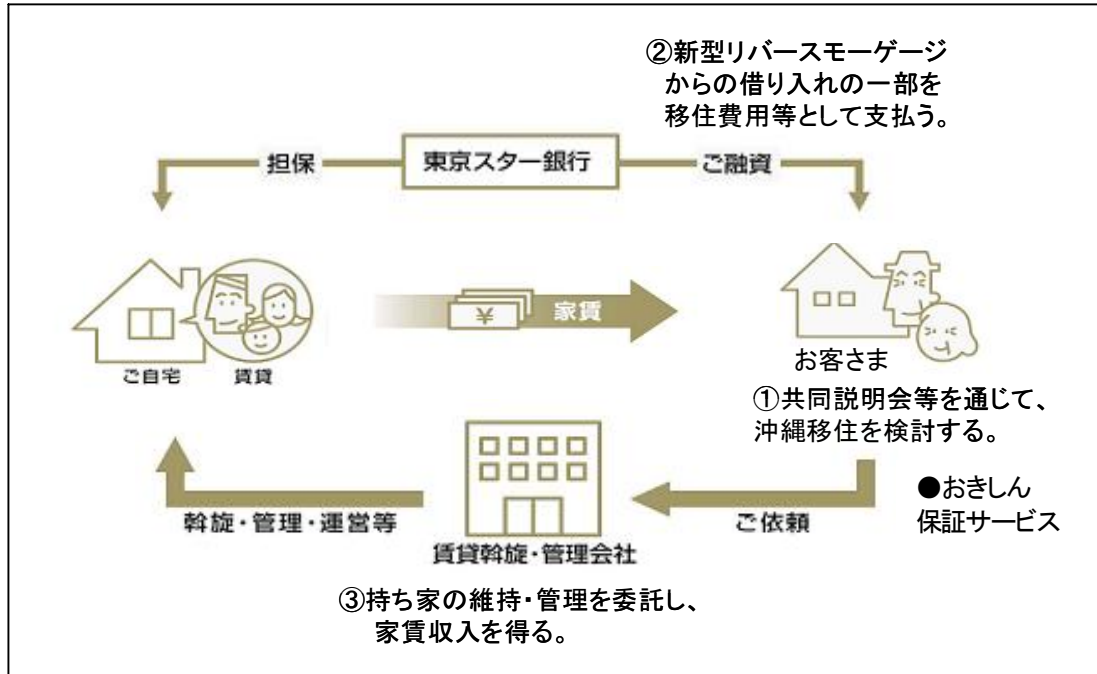 ②新型リバースモーゲージ
からの借り入れの一部を
移住費用等として支払う。
担保
東京スター銀行
ご融資
¥
家賃
ご自宅
賃貸
お客さま
①共同説明会等を通じて、
沖縄移住を検討する。
●おきしん
保証サービス
斡旋・管理・運営等
ご依頼
賃貸斡旋・管理会社
③持ち家の維持・管理を委託し、
家賃収入を得る。